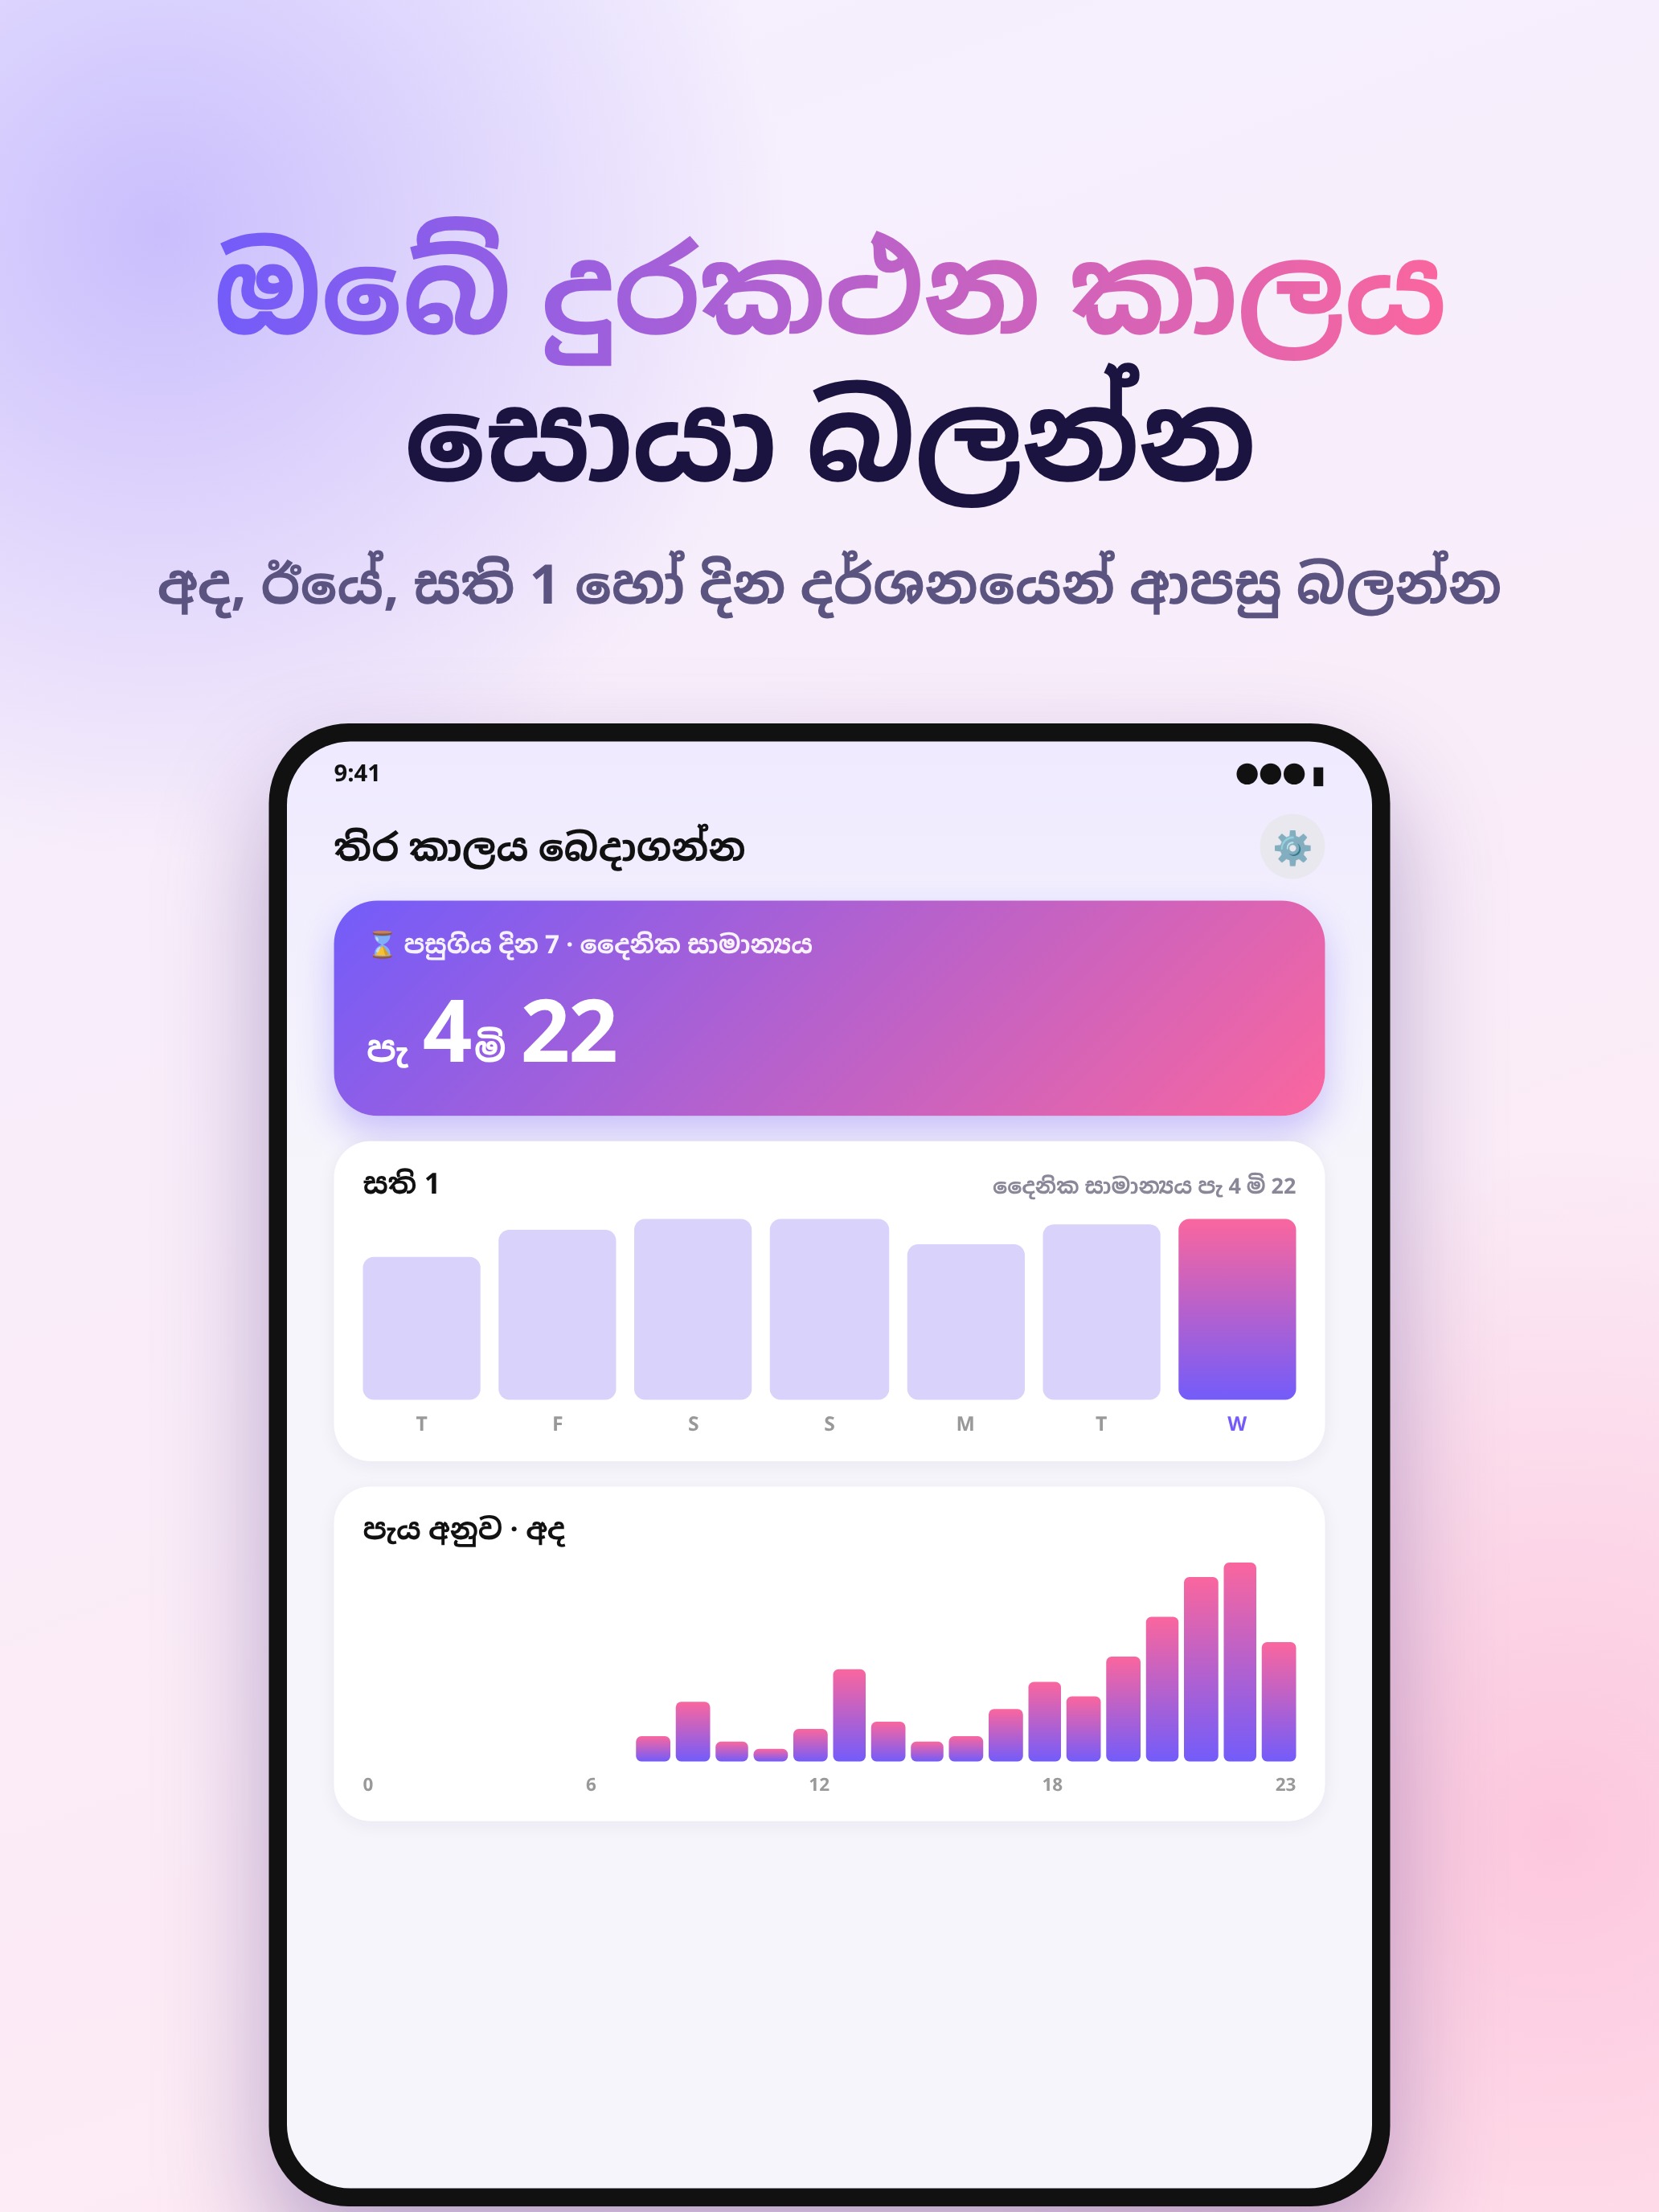 ඔබේ දුරකථන කාලය
සොයා බලන්න
අද, ඊයේ, සති 1 හෝ දින දර්ශනයෙන් ආපසු බලන්න
9:41
තිර කාලය බෙදාගන්න
⌛ පසුගිය දින 7 · දෛනික සාමාන්‍යය
පැ 4මි 22
සති 1
දෛනික සාමාන්‍යය පැ 4 මි 22
T F S S M T W
පැය අනුව · අද
0 6 12 18 23